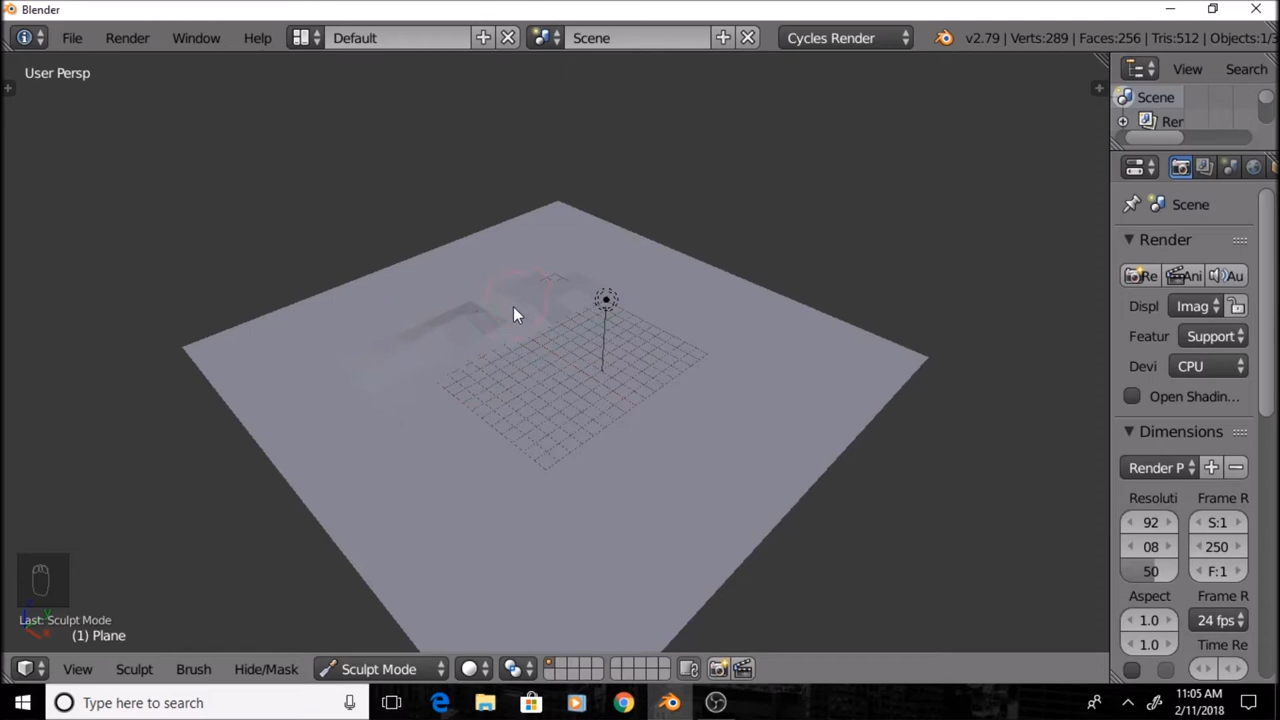 Blender
File Render Window Help Default Scene Cycles Render v2.79 | Verts:289 | Faces:256 | Tris:512 | Objects:1/3
User Persp
View Search
Scene
Rer
Scene
Render
Re Ani Au
Displ Imag
Featur Support
Devi CPU
Open Shadin...
Dimensions
Render P
Resoluti Frame R
92 S:1
08 250
50 F:1
Aspect Frame R
1.0 24 fps
1.0 Time Re
Last: Sculpt Mode
(1) Plane
View Sculpt Brush Hide/Mask Sculpt Mode
Type here to search
11:05 AM
2/11/2018